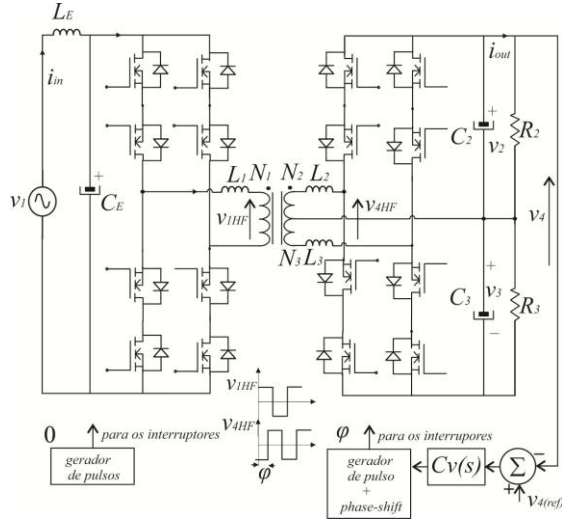 L_E
i_in
i_out
v_1
C_E
+
L_1
N_1
N_2
L_2
v_1HF
v_4HF
N_3
L_3
C_2
+
v_2
R_2
v_4
C_3
+
v_3
−
R_3
v_1HF
v_4HF
φ
0
para os interruptores
gerador
de pulsos
φ
para os interupores
gerador
de pulso
+
phase-shift
Cv(s)
Σ
−
+
v_4(ref)